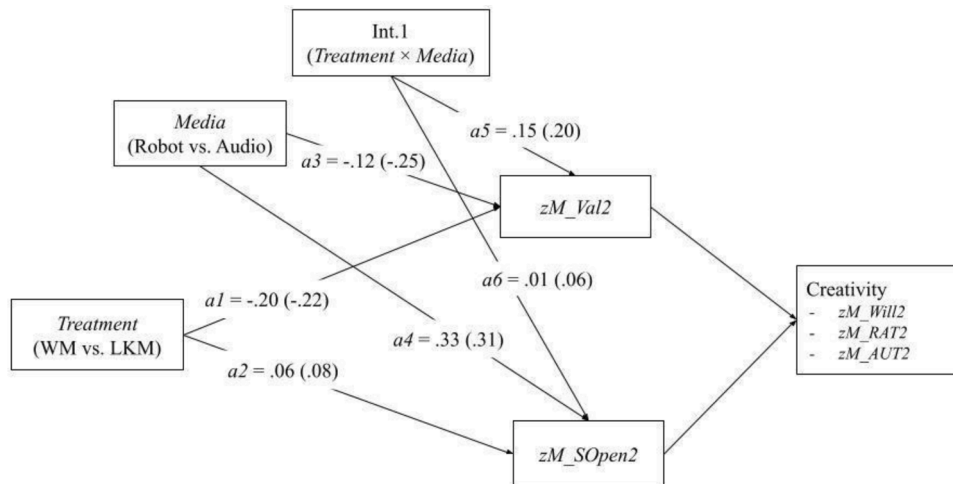 Int.1
(Treatment × Media)
Media
(Robot vs. Audio)
a5 = .15 (.20)
a3 = -.12 (-.25)
zM_Val2
a6 = .01 (.06)
a1 = -.20 (-.22)
Treatment
(WM vs. LKM)
a4 = .33 (.31)
a2 = .06 (.08)
zM_SOpen2
Creativity
- zM_Will2
- zM_RAT2
- zM_AUT2